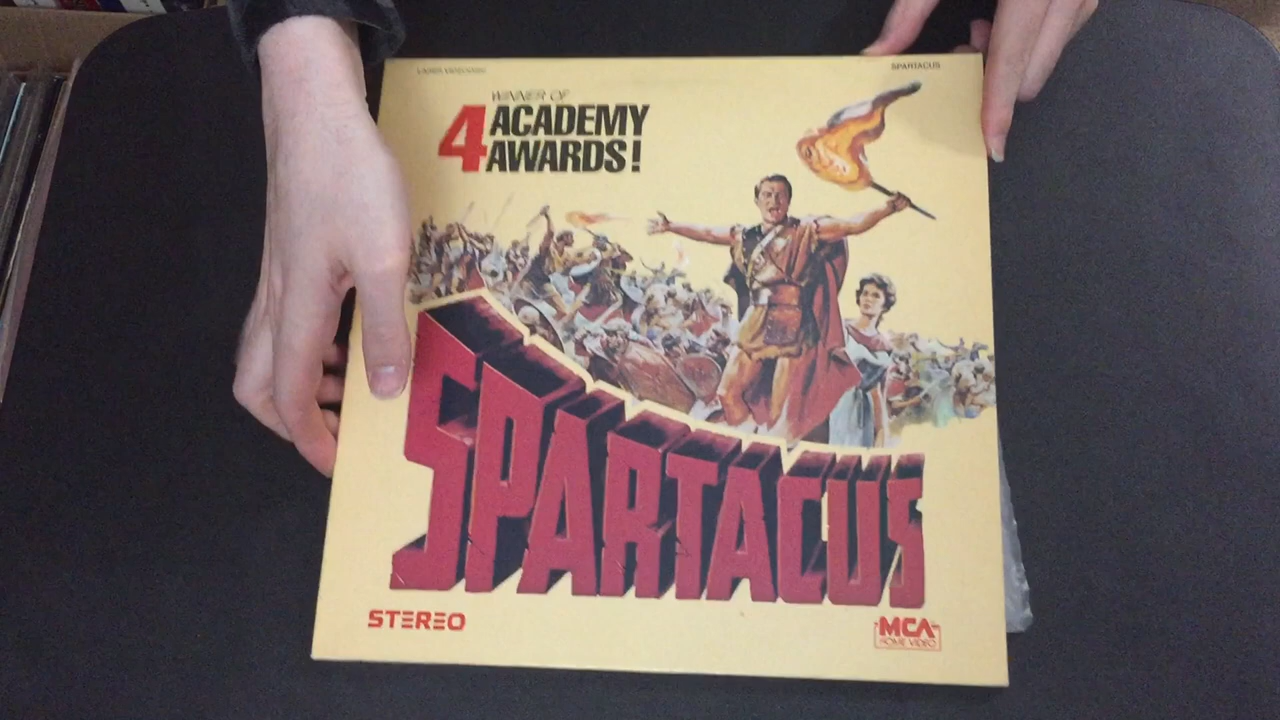 SPARTACUS
WINNER OF
4 ACADEMY
AWARDS!
SPARTACUS
STEREO
MCA
HOME VIDEO